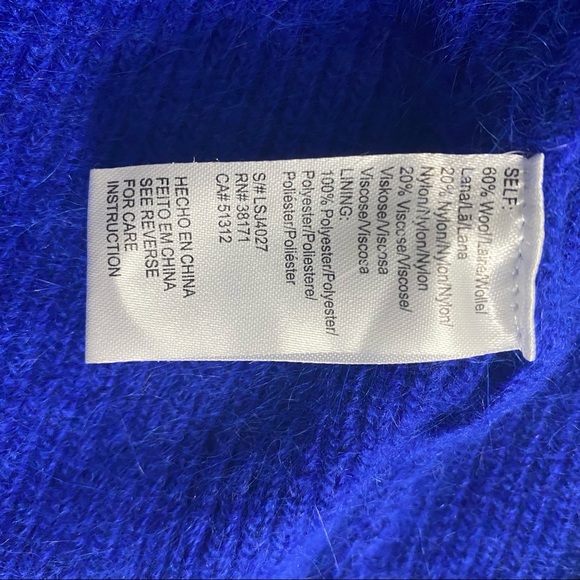 SELF:
60% Wool/Laine/Wolle/
Lana/Lã/Lana
20% Nylon/Nylon/Nylon/
Nylon/Nylon/Nylon
20% Viscose/Viscose/
Viskose/Viscosa
Viscose/Viscosa
LINING:
100% Polyester/Polyester/
Polyester/Poliestere/
Poliéster/Poliéster
S/# LSJ4027
RN# 38171
CA# 51312
HECHO EN CHINA
FEITO EM CHINA
SEE REVERSE
FOR CARE
INSTRUCTION